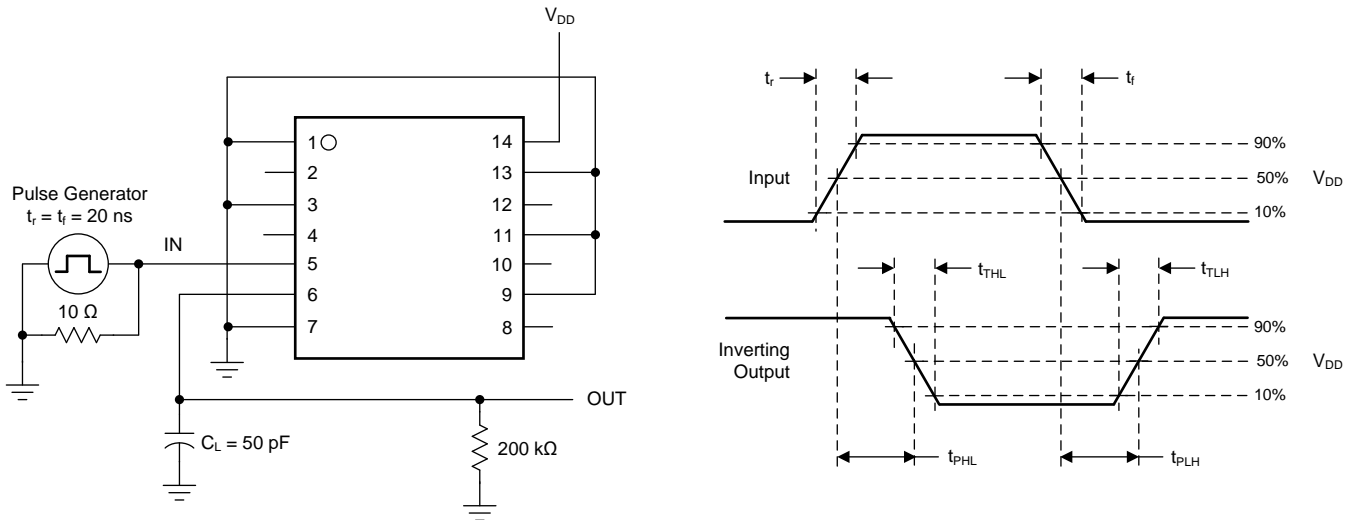 V_DD
1 14
2 13
3 12
4 11
5 10
6 9
7 8
Pulse Generator
t_r = t_f = 20 ns
IN
10 Ω
OUT
C_L = 50 pF
200 kΩ
t_r
t_f
90%
Input
50%
V_DD
10%
t_THL
t_TLH
90%
Inverting
Output
50%
V_DD
10%
t_PHL
t_PLH